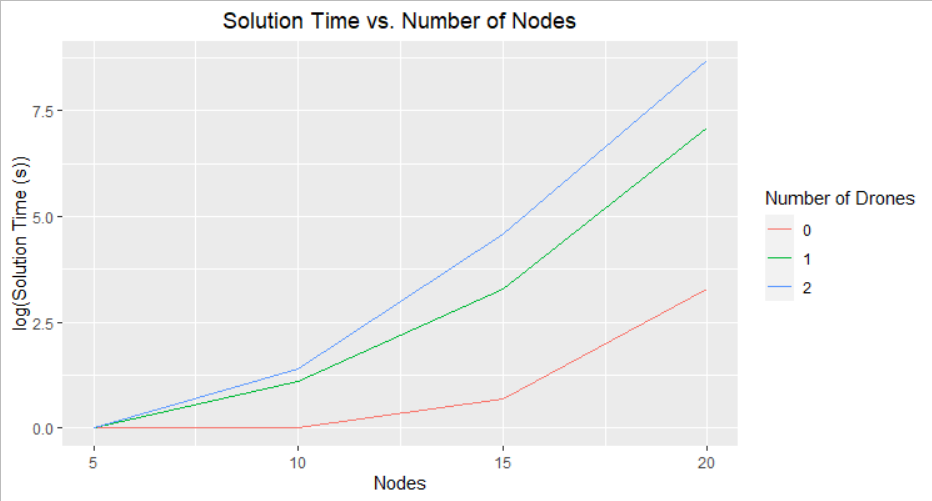 Solution Time vs. Number of Nodes
log(Solution Time (s))
7.5
5.0
2.5
0.0
5 10 15 20
Nodes
Number of Drones
0
1
2